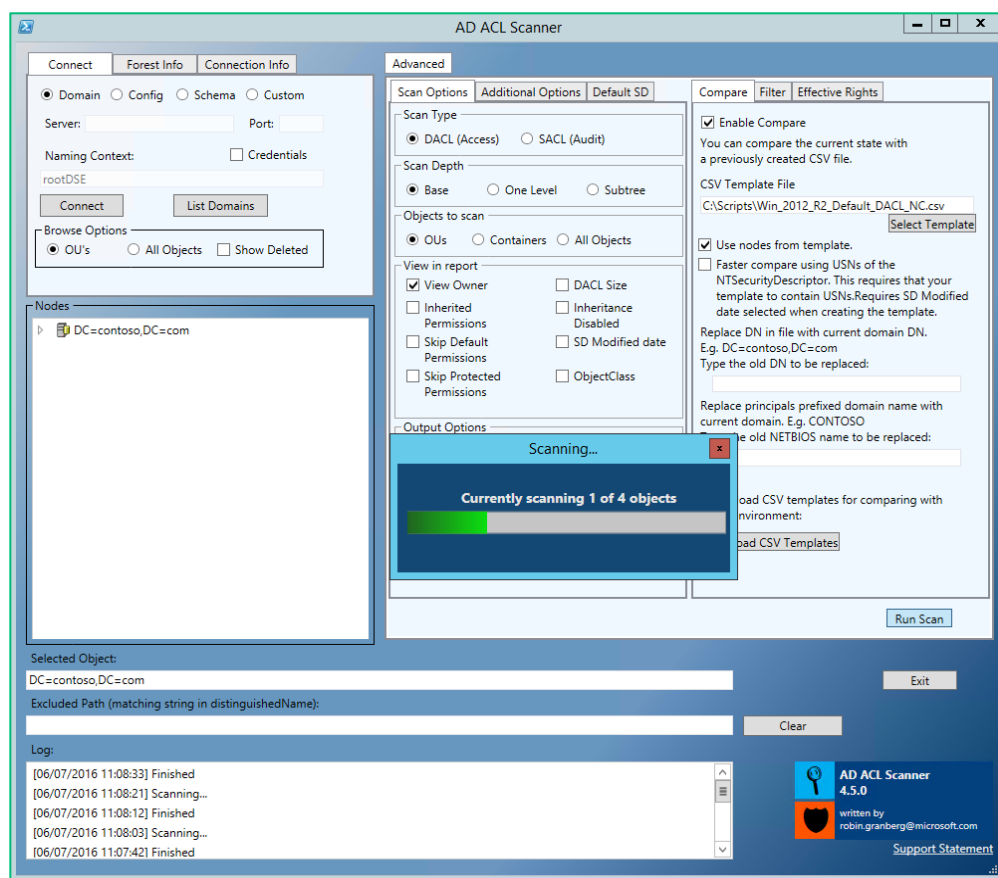 AD ACL Scanner
Connect
Forest Info
Connection Info
Domain
Config
Schema
Custom
Server:
Port:
Naming Context:
Credentials
rootDSE
Connect
List Domains
Browse Options
OU's
All Objects
Show Deleted
Nodes
DC=contoso,DC=com
Advanced
Scan Options
Additional Options
Default SD
Scan Type
DACL (Access)
SACL (Audit)
Scan Depth
Base
One Level
Subtree
Objects to scan
OUs
Containers
All Objects
View in report
View Owner
DACL Size
Inherited
Permissions
Inheritance
Disabled
Skip Default
Permissions
SD Modified date
Skip Protected
Permissions
ObjectClass
Output Options
Scanning...
x
Currently scanning 1 of 4 objects
Compare
Filter
Effective Rights
Enable Compare
You can compare the current state with
a previously created CSV file.
CSV Template File
C:\Scripts\Win_2012_R2_Default_DACL_NC.csv
Select Template
Use nodes from template.
Faster compare using USNs of the
NTSecurityDescriptor. This requires that your
template to contain USNs.Requires SD Modified
date selected when creating the template.
Replace DN in file with current domain DN.
E.g. DC=contoso,DC=com
Type the old DN to be replaced:
Replace principals prefixed domain name with
current domain. E.g. CONTOSO
old NETBIOS name to be replaced:
CSV templates for comparing with
CSV Templates
Run Scan
Selected Object:
DC=contoso,DC=com
Exit
Excluded Path (matching string in distinguishedName):
Clear
Log:
[06/07/2016 11:08:33] Finished
[06/07/2016 11:08:21] Scanning...
[06/07/2016 11:08:12] Finished
[06/07/2016 11:08:03] Scanning...
[06/07/2016 11:07:42] Finished
AD ACL Scanner
4.5.0
written by
robin.granberg@microsoft.com
Support Statement